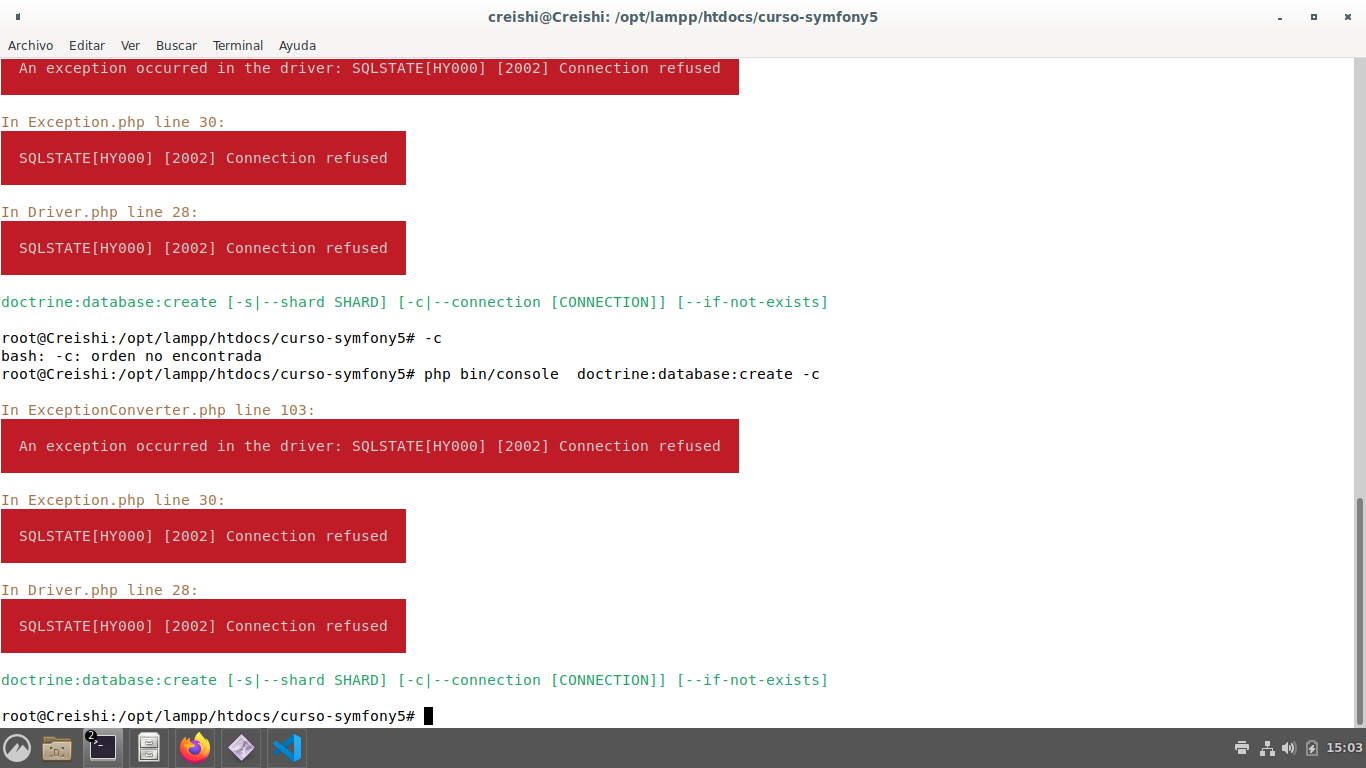 creishi@Creishi: /opt/lampp/htdocs/curso-symfony5
Archivo Editar Ver Buscar Terminal Ayuda
An exception occurred in the driver: SQLSTATE[HY000] [2002] Connection refused
In Exception.php line 30:
SQLSTATE[HY000] [2002] Connection refused
In Driver.php line 28:
SQLSTATE[HY000] [2002] Connection refused
doctrine:database:create [-s|--shard SHARD] [-c|--connection [CONNECTION]] [--if-not-exists]
root@Creishi:/opt/lampp/htdocs/curso-symfony5# -c
bash: -c: orden no encontrada
root@Creishi:/opt/lampp/htdocs/curso-symfony5# php bin/console  doctrine:database:create -c
In ExceptionConverter.php line 103:
An exception occurred in the driver: SQLSTATE[HY000] [2002] Connection refused
In Exception.php line 30:
SQLSTATE[HY000] [2002] Connection refused
In Driver.php line 28:
SQLSTATE[HY000] [2002] Connection refused
doctrine:database:create [-s|--shard SHARD] [-c|--connection [CONNECTION]] [--if-not-exists]
root@Creishi:/opt/lampp/htdocs/curso-symfony5#
2
15:03